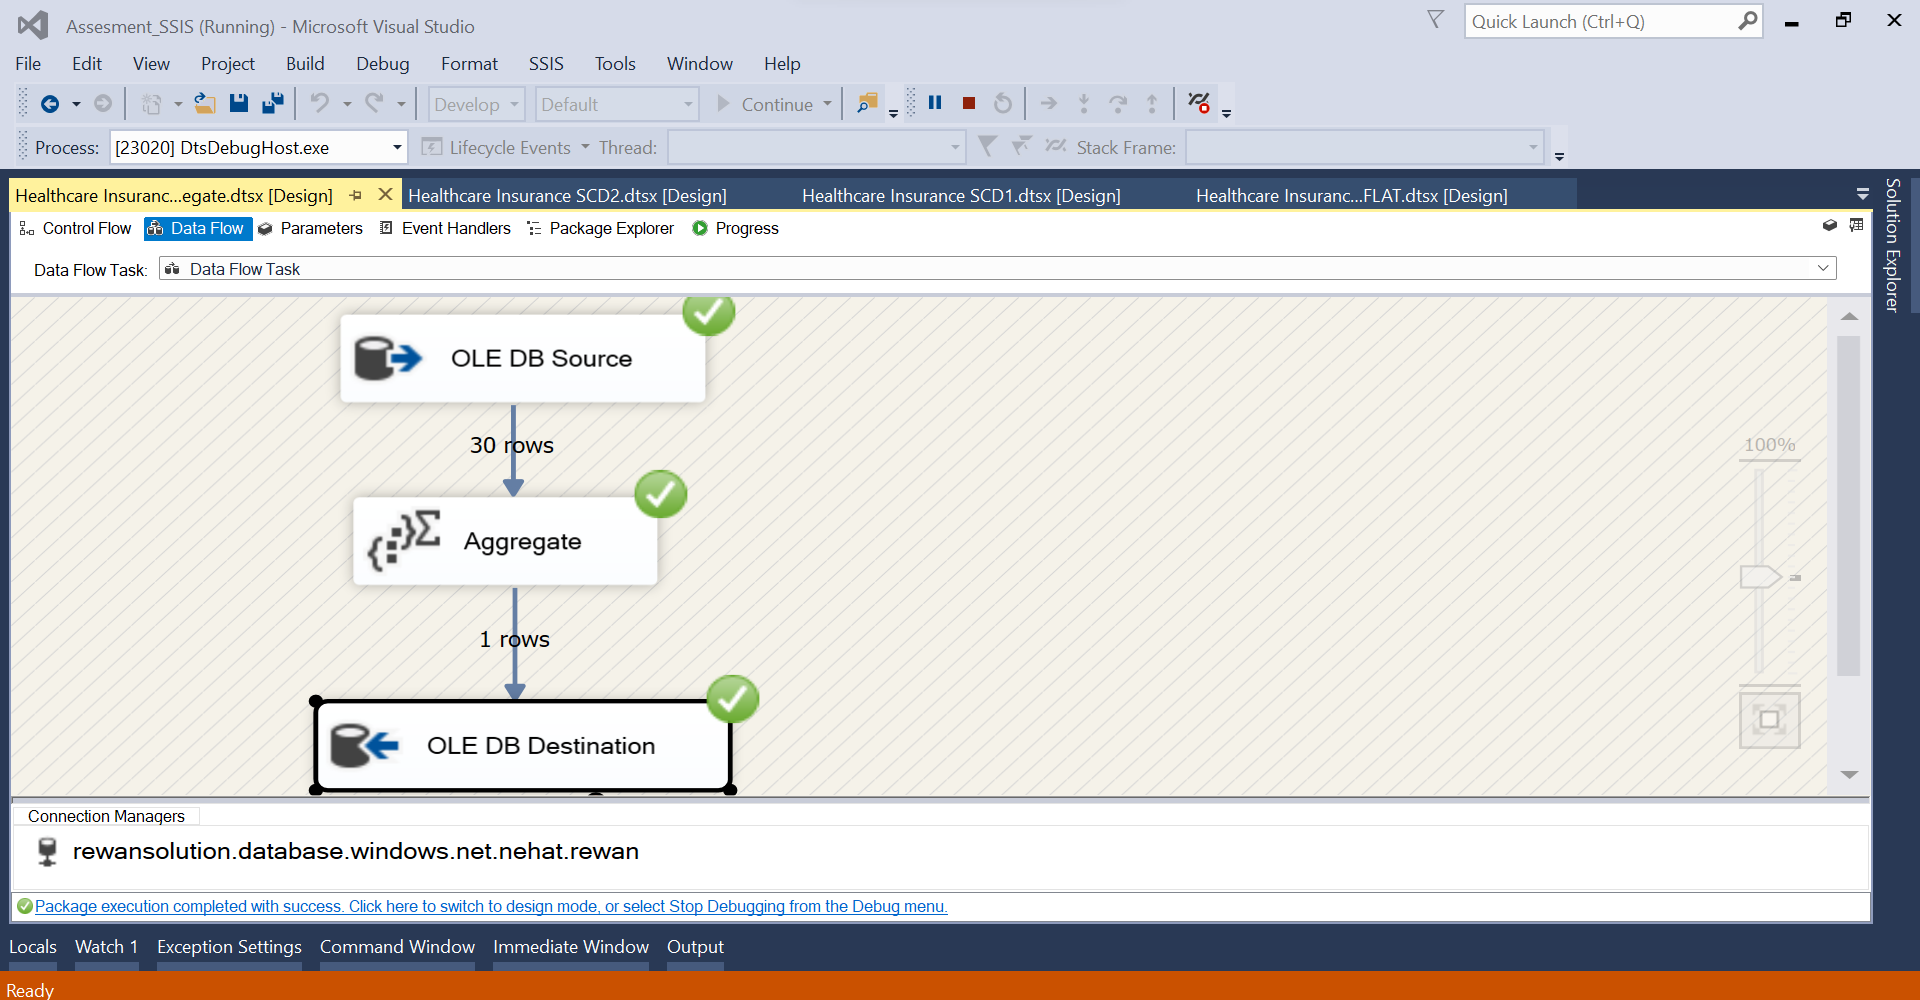 Assesment_SSIS (Running) - Microsoft Visual Studio
Quick Launch (Ctrl+Q)
File Edit View Project Build Debug Format SSIS Tools Window Help
Develop Default Continue
Process: [23020] DtsDebugHost.exe Lifecycle Events Thread: Stack Frame:
Healthcare Insuranc...egate.dtsx [Design] Healthcare Insurance SCD2.dtsx [Design] Healthcare Insurance SCD1.dtsx [Design] Healthcare Insuranc...FLAT.dtsx [Design]
Solution Explorer
Control Flow Data Flow Parameters Event Handlers Package Explorer Progress
Data Flow Task: Data Flow Task
OLE DB Source
30 rows
100%
Aggregate
1 rows
OLE DB Destination
Connection Managers
rewansolution.database.windows.net.nehat.rewan
Package execution completed with success. Click here to switch to design mode, or select Stop Debugging from the Debug menu.
Locals Watch 1 Exception Settings Command Window Immediate Window Output
Ready